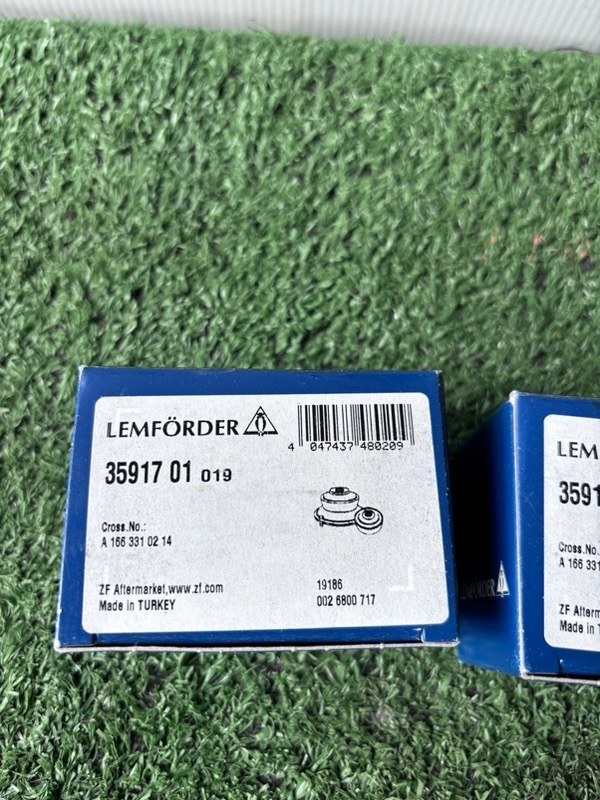 LEMFÖRDER
4 047437 480209
35917 01 019
Cross.No.:
A 166 331 02 14
ZF Aftermarket,www.zf.com
Made in TURKEY
19186
002 6800 717
LEMFÖRDER
LEM
3591
Cross.No.
A 166 331
ZF
Made in